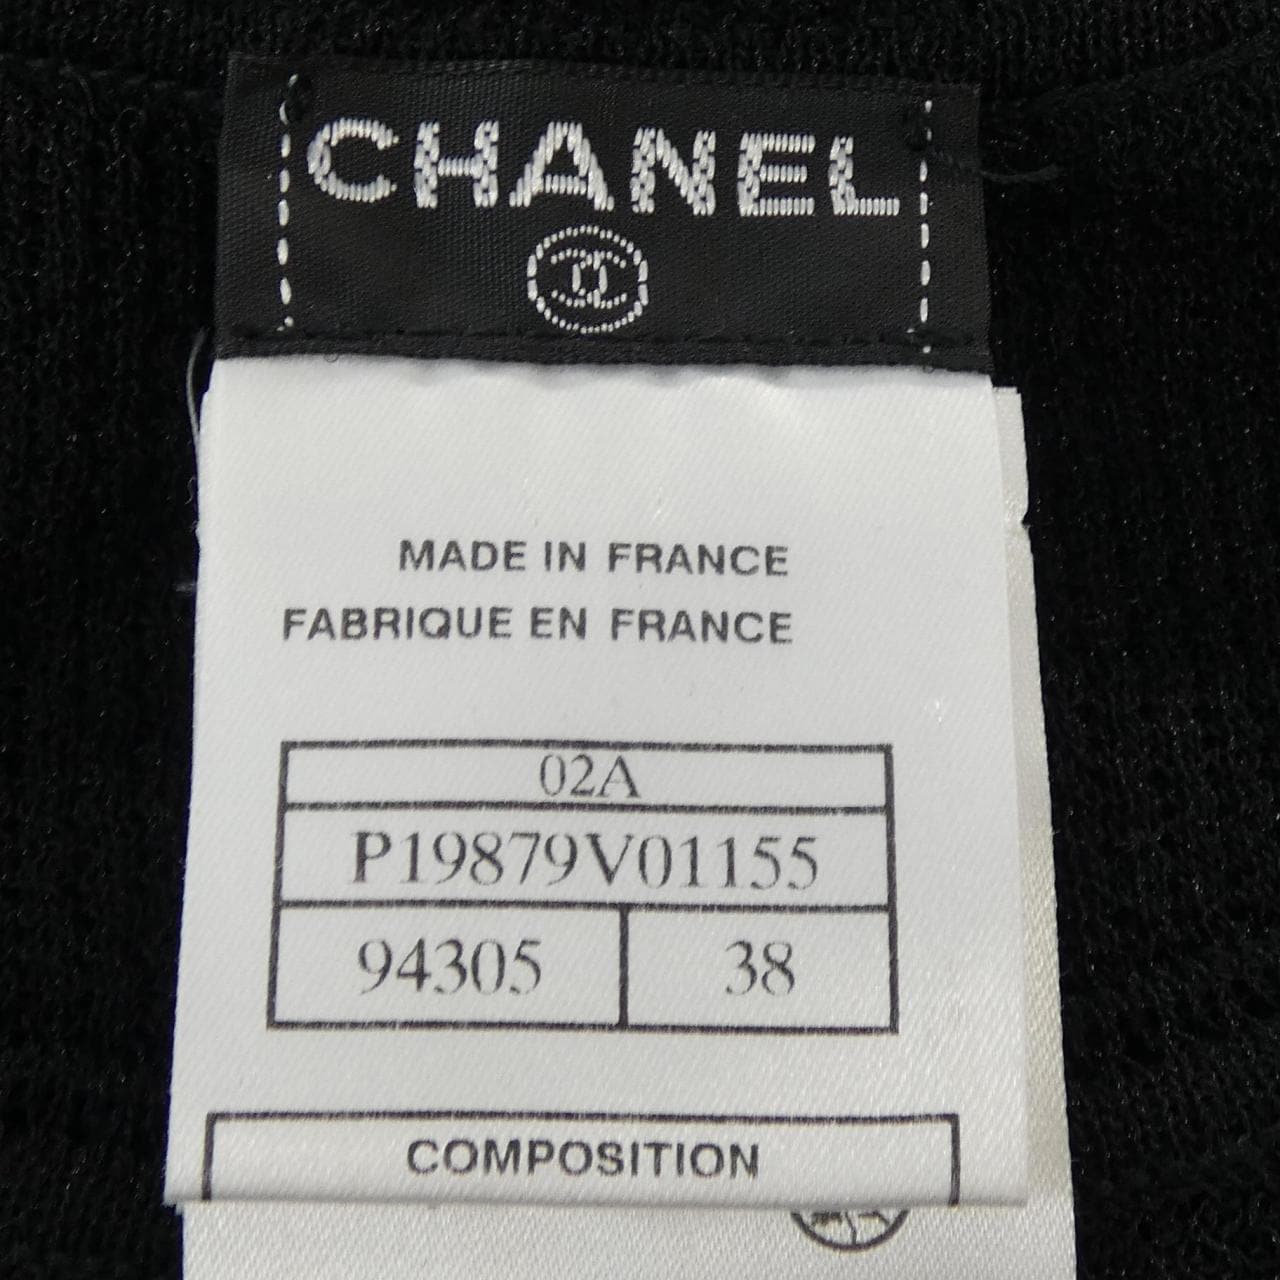 CHANEL
MADE IN FRANCE
FABRIQUE EN FRANCE
02A
P19879V01155
94305 38
COMPOSITION